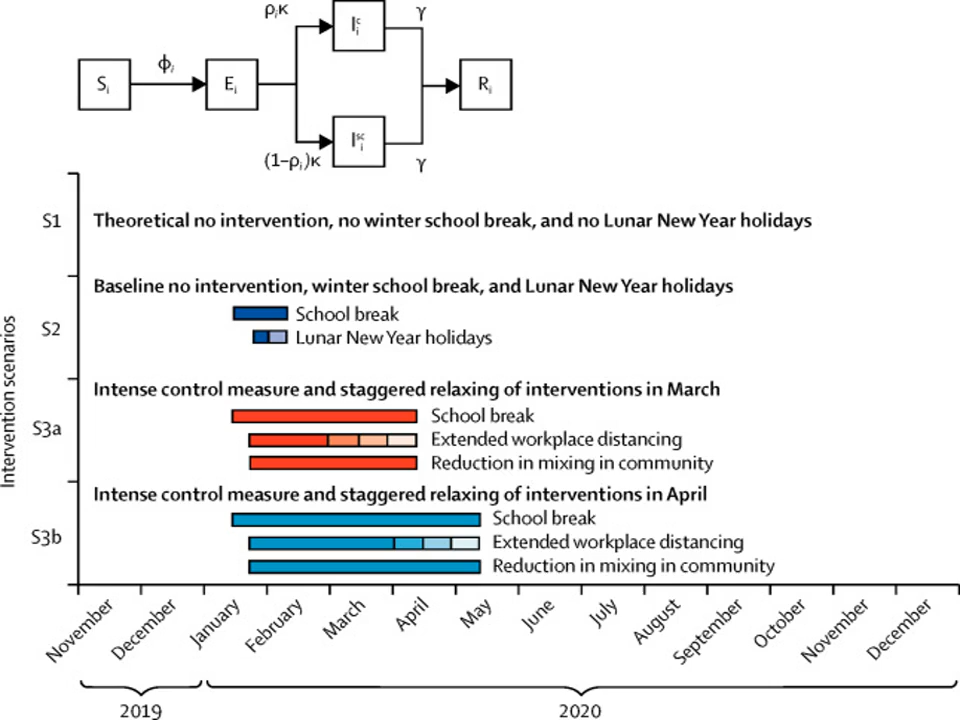 ρᵢκ
Iᵢᶜ
γ
Sᵢ
ϕᵢ
Eᵢ
Rᵢ
Iᵢˢᶜ
(1–ρᵢ)κ
γ
Intervention scenarios
S1
Theoretical no intervention, no winter school break, and no Lunar New Year holidays
S2
Baseline no intervention, winter school break, and Lunar New Year holidays
School break
Lunar New Year holidays
S3a
Intense control measure and staggered relaxing of interventions in March
School break
Extended workplace distancing
Reduction in mixing in community
S3b
Intense control measure and staggered relaxing of interventions in April
School break
Extended workplace distancing
Reduction in mixing in community
November
December
January
February
March
April
May
June
July
August
September
October
November
December
2019
2020